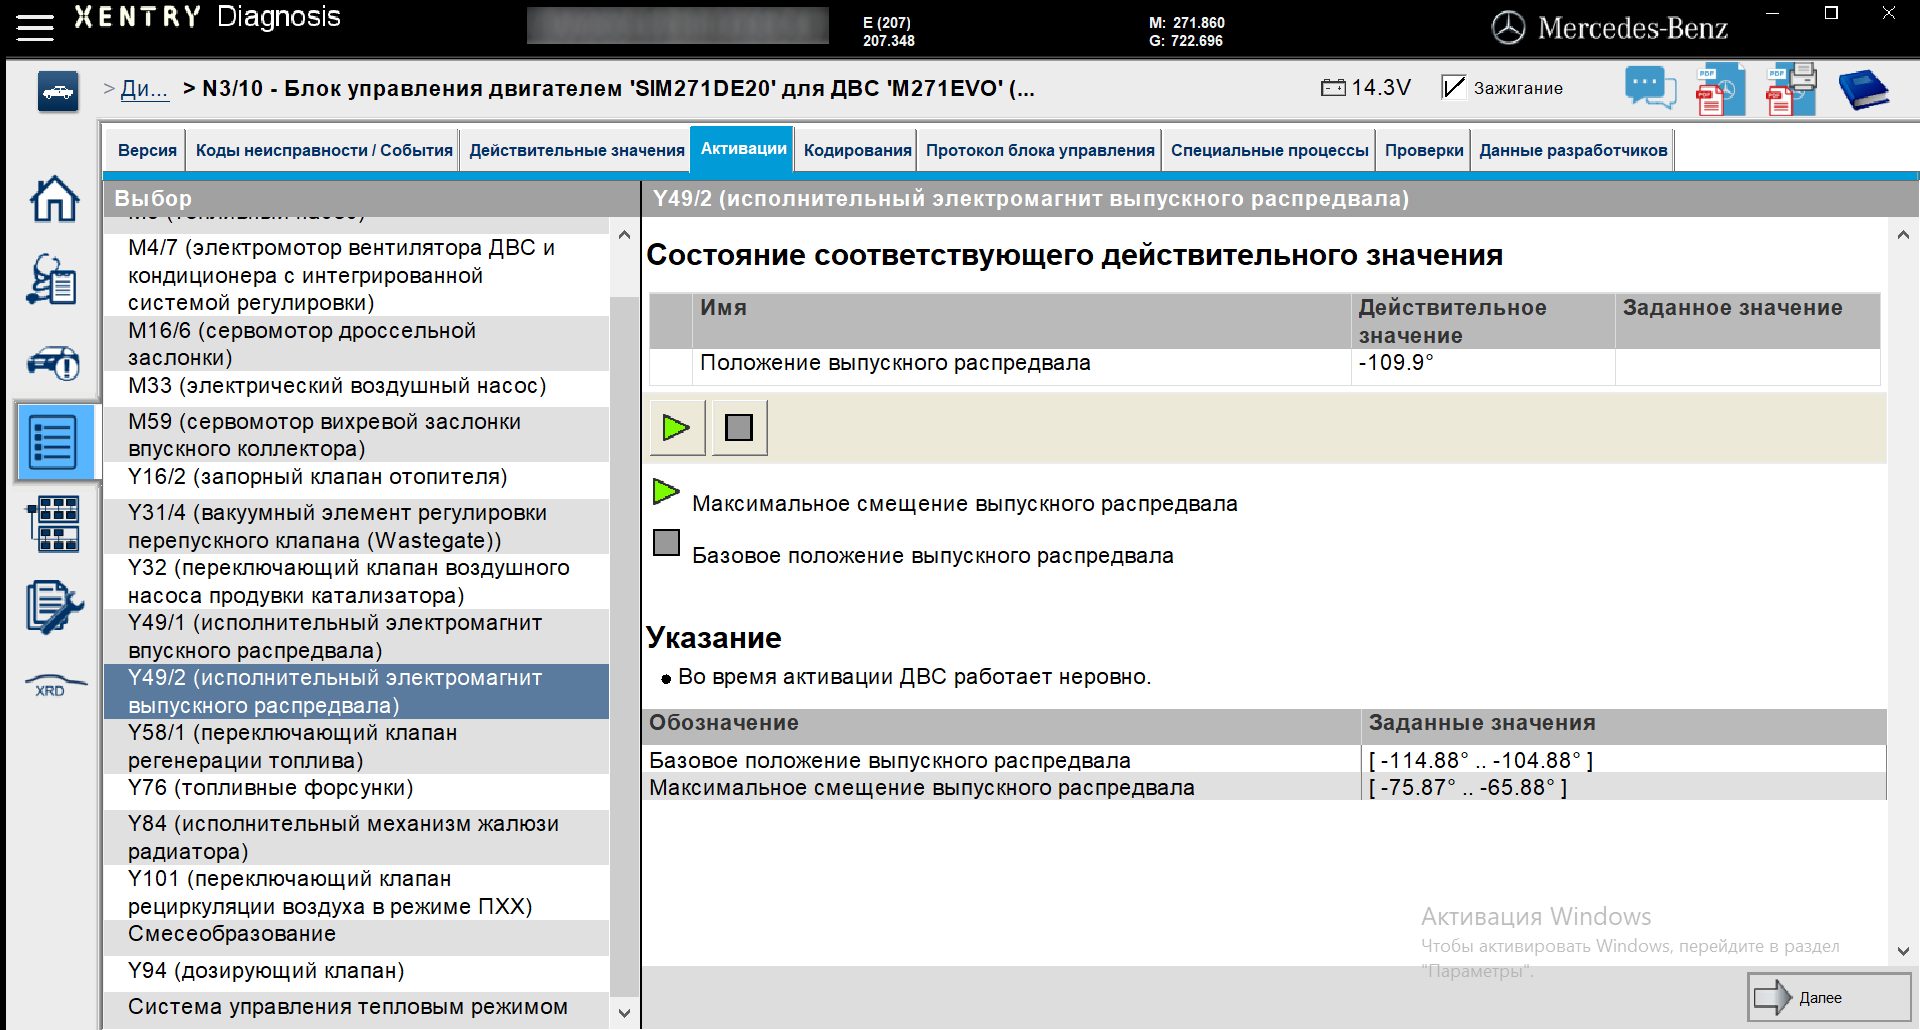 XENTRY Diagnosis
E (207)
207.348
M: 271.860
G: 722.696
Mercedes-Benz
> Ди... > N3/10 - Блок управления двигателем 'SIM271DE20' для ДВС 'M271EVO' (...
14.3V
Зажигание
Версия
Коды неисправности / События
Действительные значения
Активации
Кодирования
Протокол блока управления
Специальные процессы
Проверки
Данные разработчиков
XRD
Выбор
M4/7 (электромотор вентилятора ДВС и
кондиционера с интегрированной
системой регулировки)
M16/6 (сервомотор дроссельной
заслонки)
M33 (электрический воздушный насос)
M59 (сервомотор вихревой заслонки
впускного коллектора)
Y16/2 (запорный клапан отопителя)
Y31/4 (вакуумный элемент регулировки
перепускного клапана (Wastegate))
Y32 (переключающий клапан воздушного
насоса продувки катализатора)
Y49/1 (исполнительный электромагнит
впускного распредвала)
Y49/2 (исполнительный электромагнит
выпускного распредвала)
Y58/1 (переключающий клапан
регенерации топлива)
Y76 (топливные форсунки)
Y84 (исполнительный механизм жалюзи
радиатора)
Y101 (переключающий клапан
рециркуляции воздуха в режиме ПХХ)
Смесеобразование
Y94 (дозирующий клапан)
Система управления тепловым режимом
Y49/2 (исполнительный электромагнит выпускного распредвала)
Состояние соответствующего действительного значения
Имя
Действительное
значение
Заданное значение
Положение выпускного распредвала
-109.9°
Максимальное смещение выпускного распредвала
Базовое положение выпускного распредвала
Указание
● Во время активации ДВС работает неровно.
Обозначение
Заданные значения
Базовое положение выпускного распредвала
[ -114.88° .. -104.88° ]
Максимальное смещение выпускного распредвала
[ -75.87° .. -65.88° ]
Активация Windows
Чтобы активировать Windows, перейдите в раздел
"Параметры".
Далее